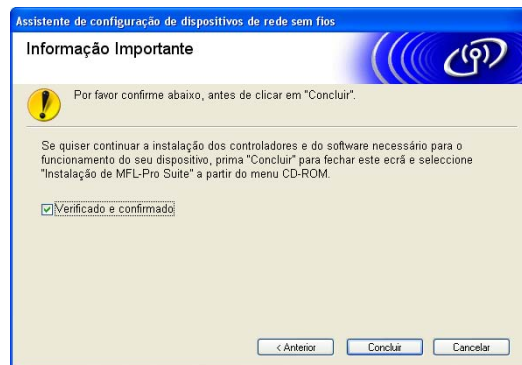 Assistente de configuração de dispositivos de rede sem fios
Informação Importante
Por favor confirme abaixo, antes de clicar em "Concluir".
Se quiser continuar a instalação dos controladores e do software necessário para o
funcionamento do seu dispositivo, prima "Concluir" para fechar este ecrã e seleccione
"Instalação de MFL-Pro Suite" a partir do menu CD-ROM.
Verificado e confirmado
< Anterior
Concluir
Cancelar